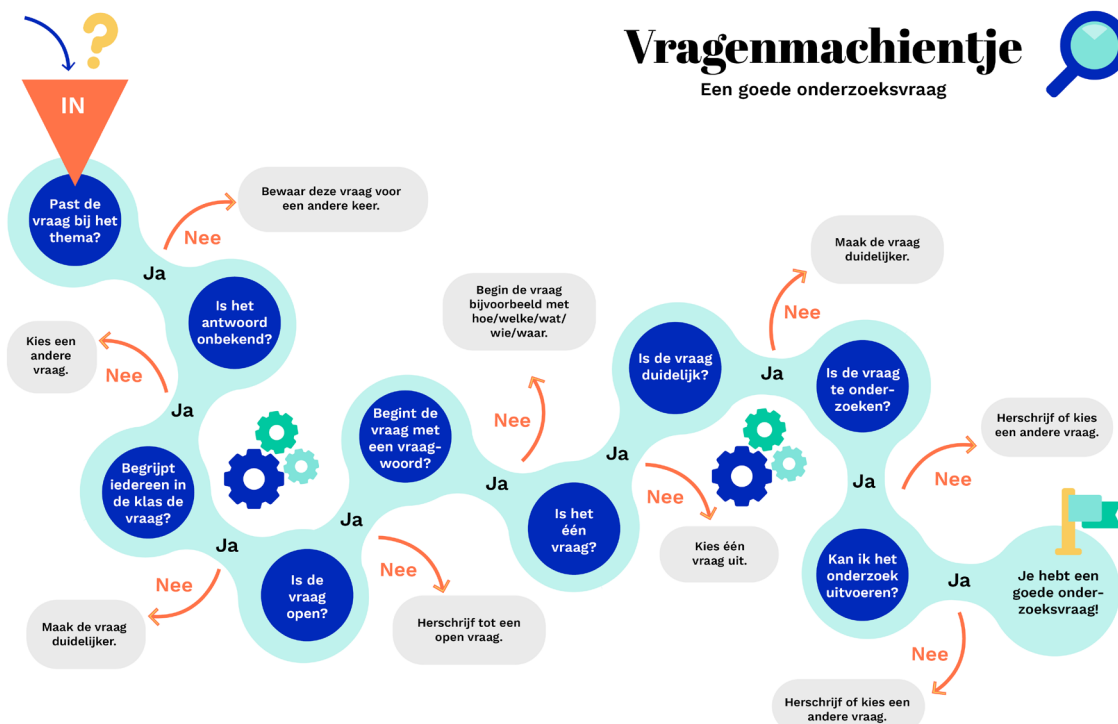 Vragenmachientje
Een goede onderzoeksvraag
?
IN
Past de
vraag bij het
thema?
Nee
Bewaar deze vraag voor
een andere keer.
Ja
Is het
antwoord
onbekend?
Nee
Kies een
andere
vraag.
Ja
Begrijpt
iedereen in
de klas de
vraag?
Nee
Maak de vraag
duidelijker.
Ja
Is de
vraag
open?
Nee
Herschrijf tot een
open vraag.
Ja
Begint de
vraag met
een vraag-
woord?
Nee
Begin de vraag
bijvoorbeeld met
hoe/welke/wat/
wie/waar.
Ja
Is het
één
vraag?
Nee
Kies één
vraag uit.
Ja
Is de vraag
duidelijk?
Nee
Maak de vraag
duidelijker.
Ja
Is de vraag
te onder-
zoeken?
Nee
Herschrijf of kies
een andere vraag.
Ja
Kan ik het
onderzoek
uitvoeren?
Nee
Herschrijf of kies een
andere vraag.
Ja
Je hebt een
goede onder-
zoeksvraag!